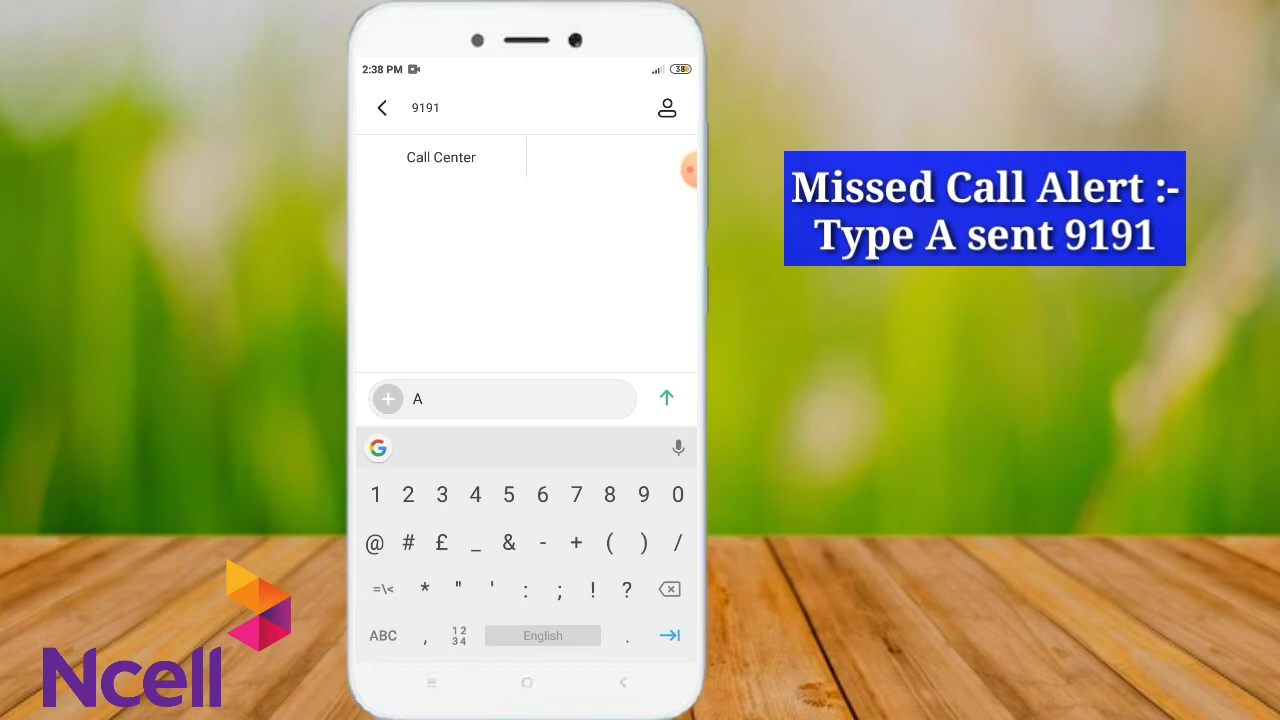 2:38 PM
38
9191
Call Center
Missed Call Alert :-
Type A sent 9191
A
G
1 2 3 4 5 6 7 8 9 0
@ # £ _ & - + ( ) /
=\< * " ' : ; ! ?
ABC , 12 34 English .
Ncell